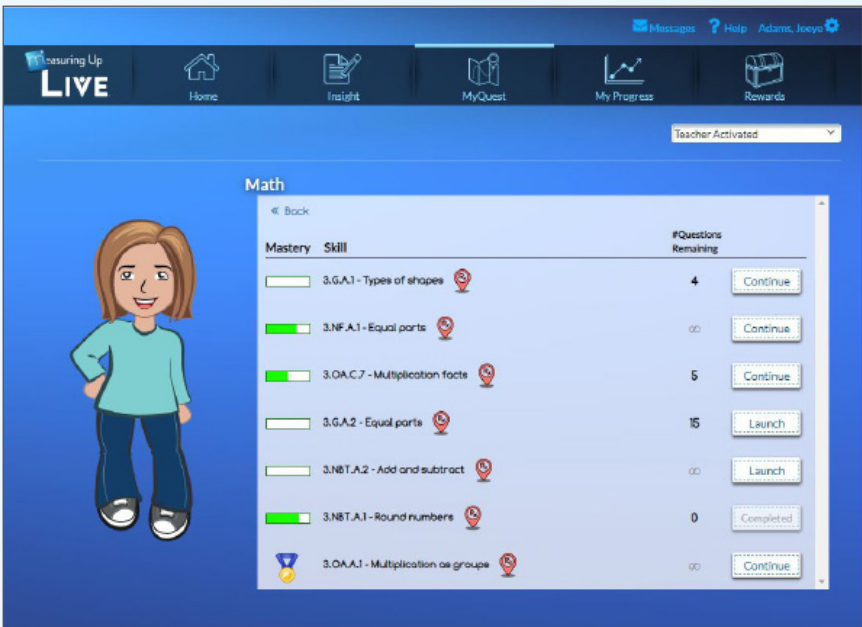 Messages ? Help Adams, Joeye
Measuring Up
LIVE
Home
Insight
MyQuest
My Progress
Rewards
Teacher Activated
Math
« Back
Mastery Skill #Questions Remaining
3.G.A.1 - Types of shapes 4 Continue
3.NF.A.1 - Equal parts ∞ Continue
3.OA.C.7 - Multiplication facts 5 Continue
3.G.A.2 - Equal parts 15 Launch
3.NBT.A.2 - Add and subtract ∞ Launch
3.NBT.A.1 - Round numbers 0 Completed
3.OA.A.1 - Multiplication as groups ∞ Continue